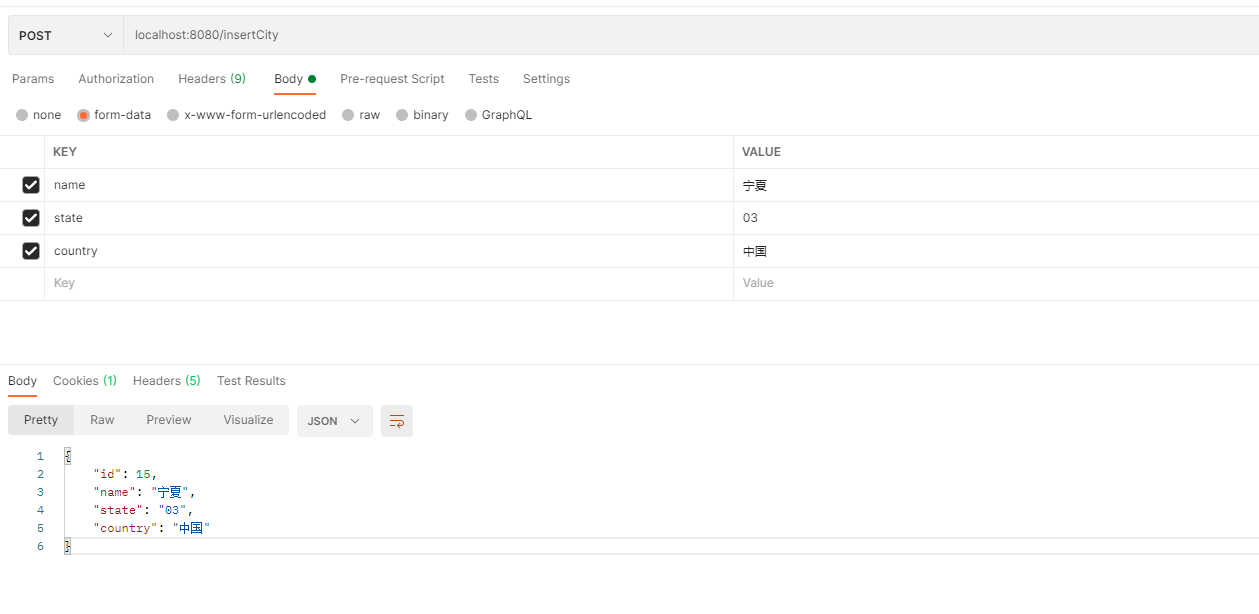 POST localhost:8080/insertCity
Params Authorization Headers (9) Body Pre-request Script Tests Settings
none form-data x-www-form-urlencoded raw binary GraphQL
KEY VALUE
name 宁夏
state 03
country 中国
Key Value
Body Cookies (1) Headers (5) Test Results
Pretty Raw Preview Visualize JSON
1 {
2 "id": 15,
3 "name": "宁夏",
4 "state": "03",
5 "country": "中国"
6 }